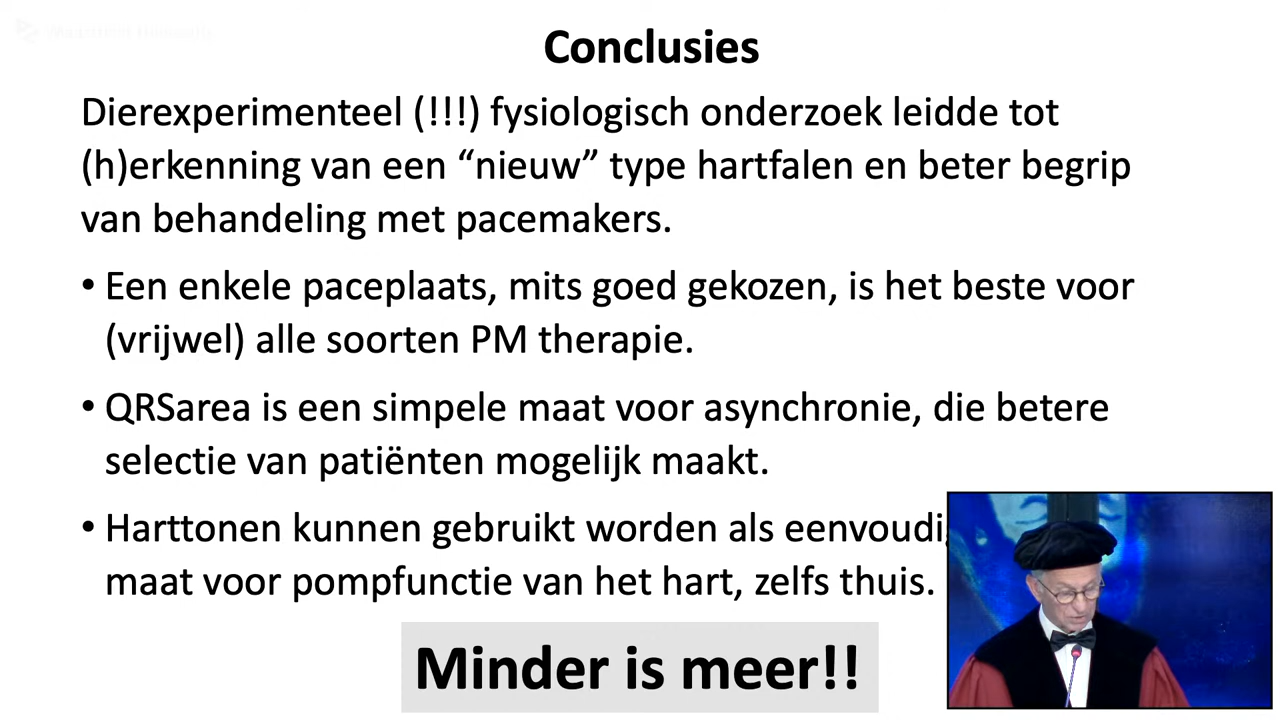 Conclusies
Dierexperimenteel (!!!) fysiologisch onderzoek leidde tot
(h)erkenning van een “nieuw” type hartfalen en beter begrip
van behandeling met pacemakers.
• Een enkele paceplaats, mits goed gekozen, is het beste voor
(vrijwel) alle soorten PM therapie.
• QRSarea is een simpele maat voor asynchronie, die betere
selectie van patiënten mogelijk maakt.
• Harttonen kunnen gebruikt worden als
maat voor pompfunctie van het hart, zelfs thuis.
Minder is meer!!